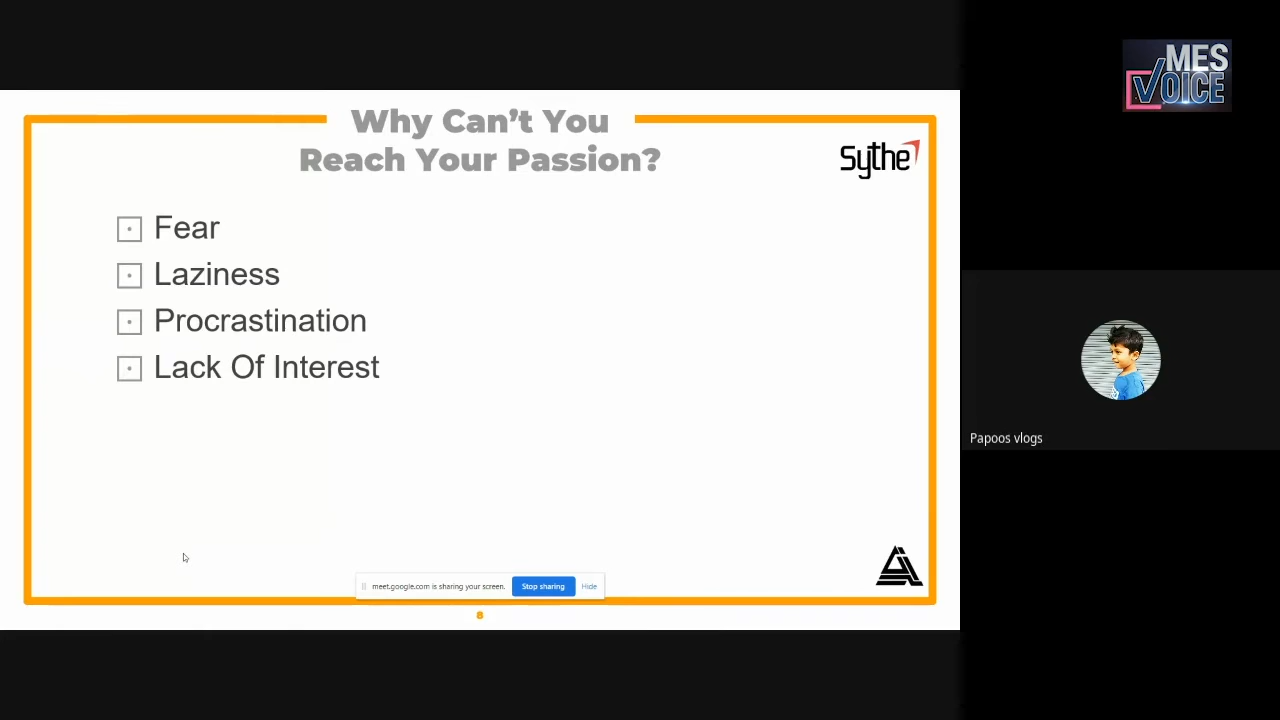 MES
VOICE
Why Can't You
Reach Your Passion?
Sythe
Fear
Laziness
Procrastination
Lack Of Interest
Papoos vlogs
meet.google.com is sharing your screen. Stop sharing Hide
8